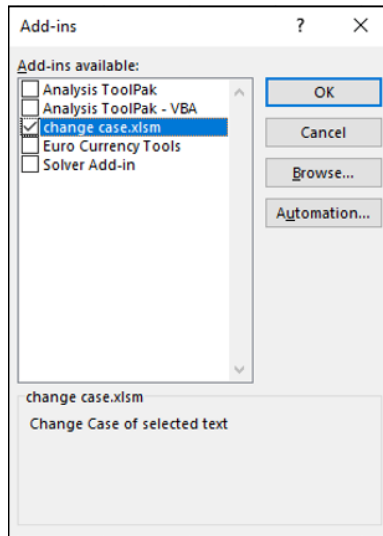 Add-ins ?
Add-ins available:
Analysis ToolPak
Analysis ToolPak - VBA
change case.xlsm
Euro Currency Tools
Solver Add-in
OK
Cancel
Browse...
Automation...
change case.xlsm
Change Case of selected text